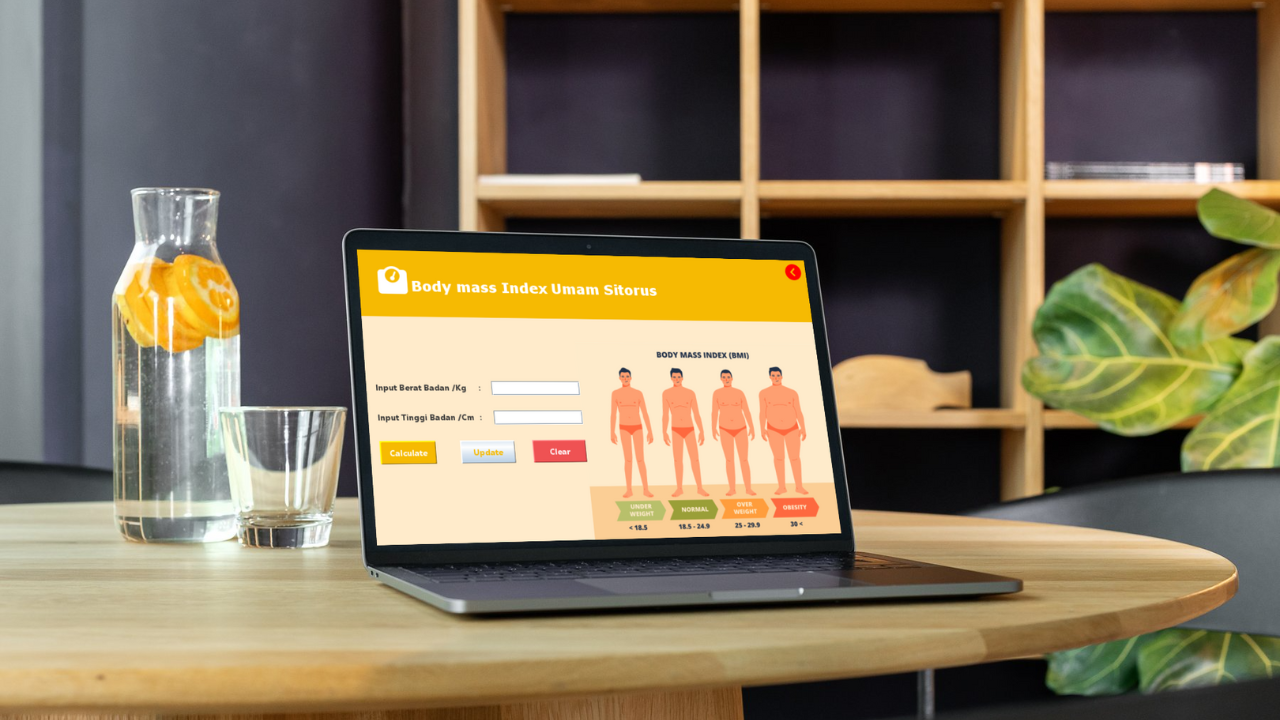 Body mass Index Umam Sitorus
BODY MASS INDEX (BMI)
Input Berat Badan /Kg :
Input Tinggi Badan /Cm :
Calculate
Update
Clear
UNDER
WEIGHT
NORMAL
OVER
WEIGHT
OBESITY
< 18.5
18.5 - 24.9
25 - 29.9
30 <